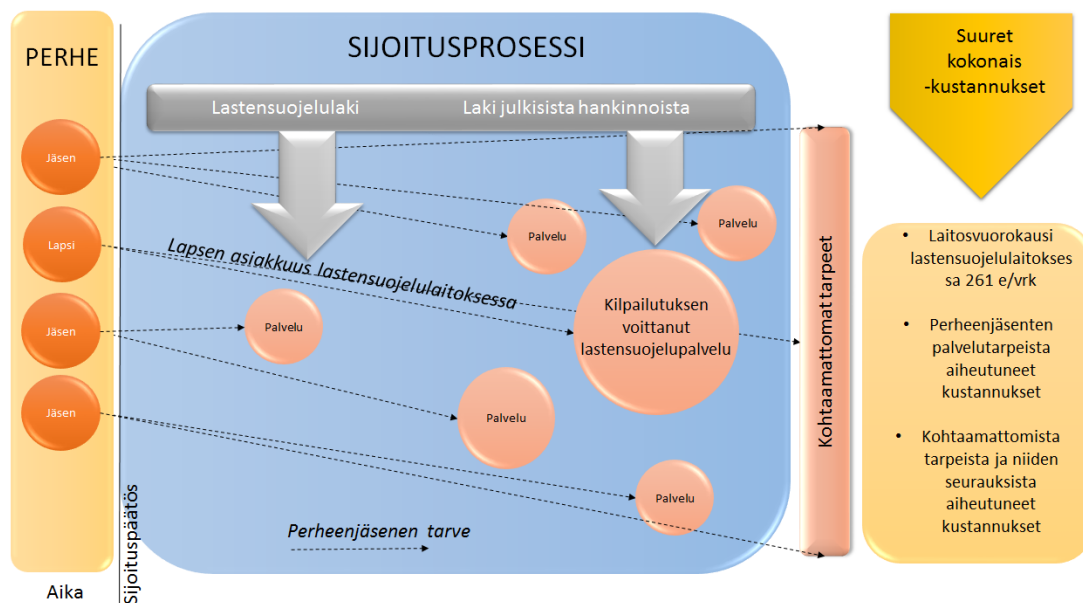 PERHE
Jäsen
Lapsi
Jäsen
Jäsen
Aika
Sijoituspäätös
SIJOITUSPROSESSI
Lastensuojelulaki
Laki julkisista hankinnoista
Palvelu
Palvelu
Lapsen asiakkuus lastensuojelulaitoksessa
Palvelu
Kilpailutuksen
voittanut
lastensuojelupalvelu
Palvelu
Palvelu
Perheenjäsenen tarve
Kohtaamattomat tarpeet
Suuret
kokonais
-kustannukset
• Laitosvuorokausi
lastensuojelulaitokses
sa 261 e/vrk
• Perheenjäsenten
palvelutarpeista
aiheutuneet
kustannukset
• Kohtaamattomista
tarpeista ja niiden
seurauksista
aiheutuneet
kustannukset